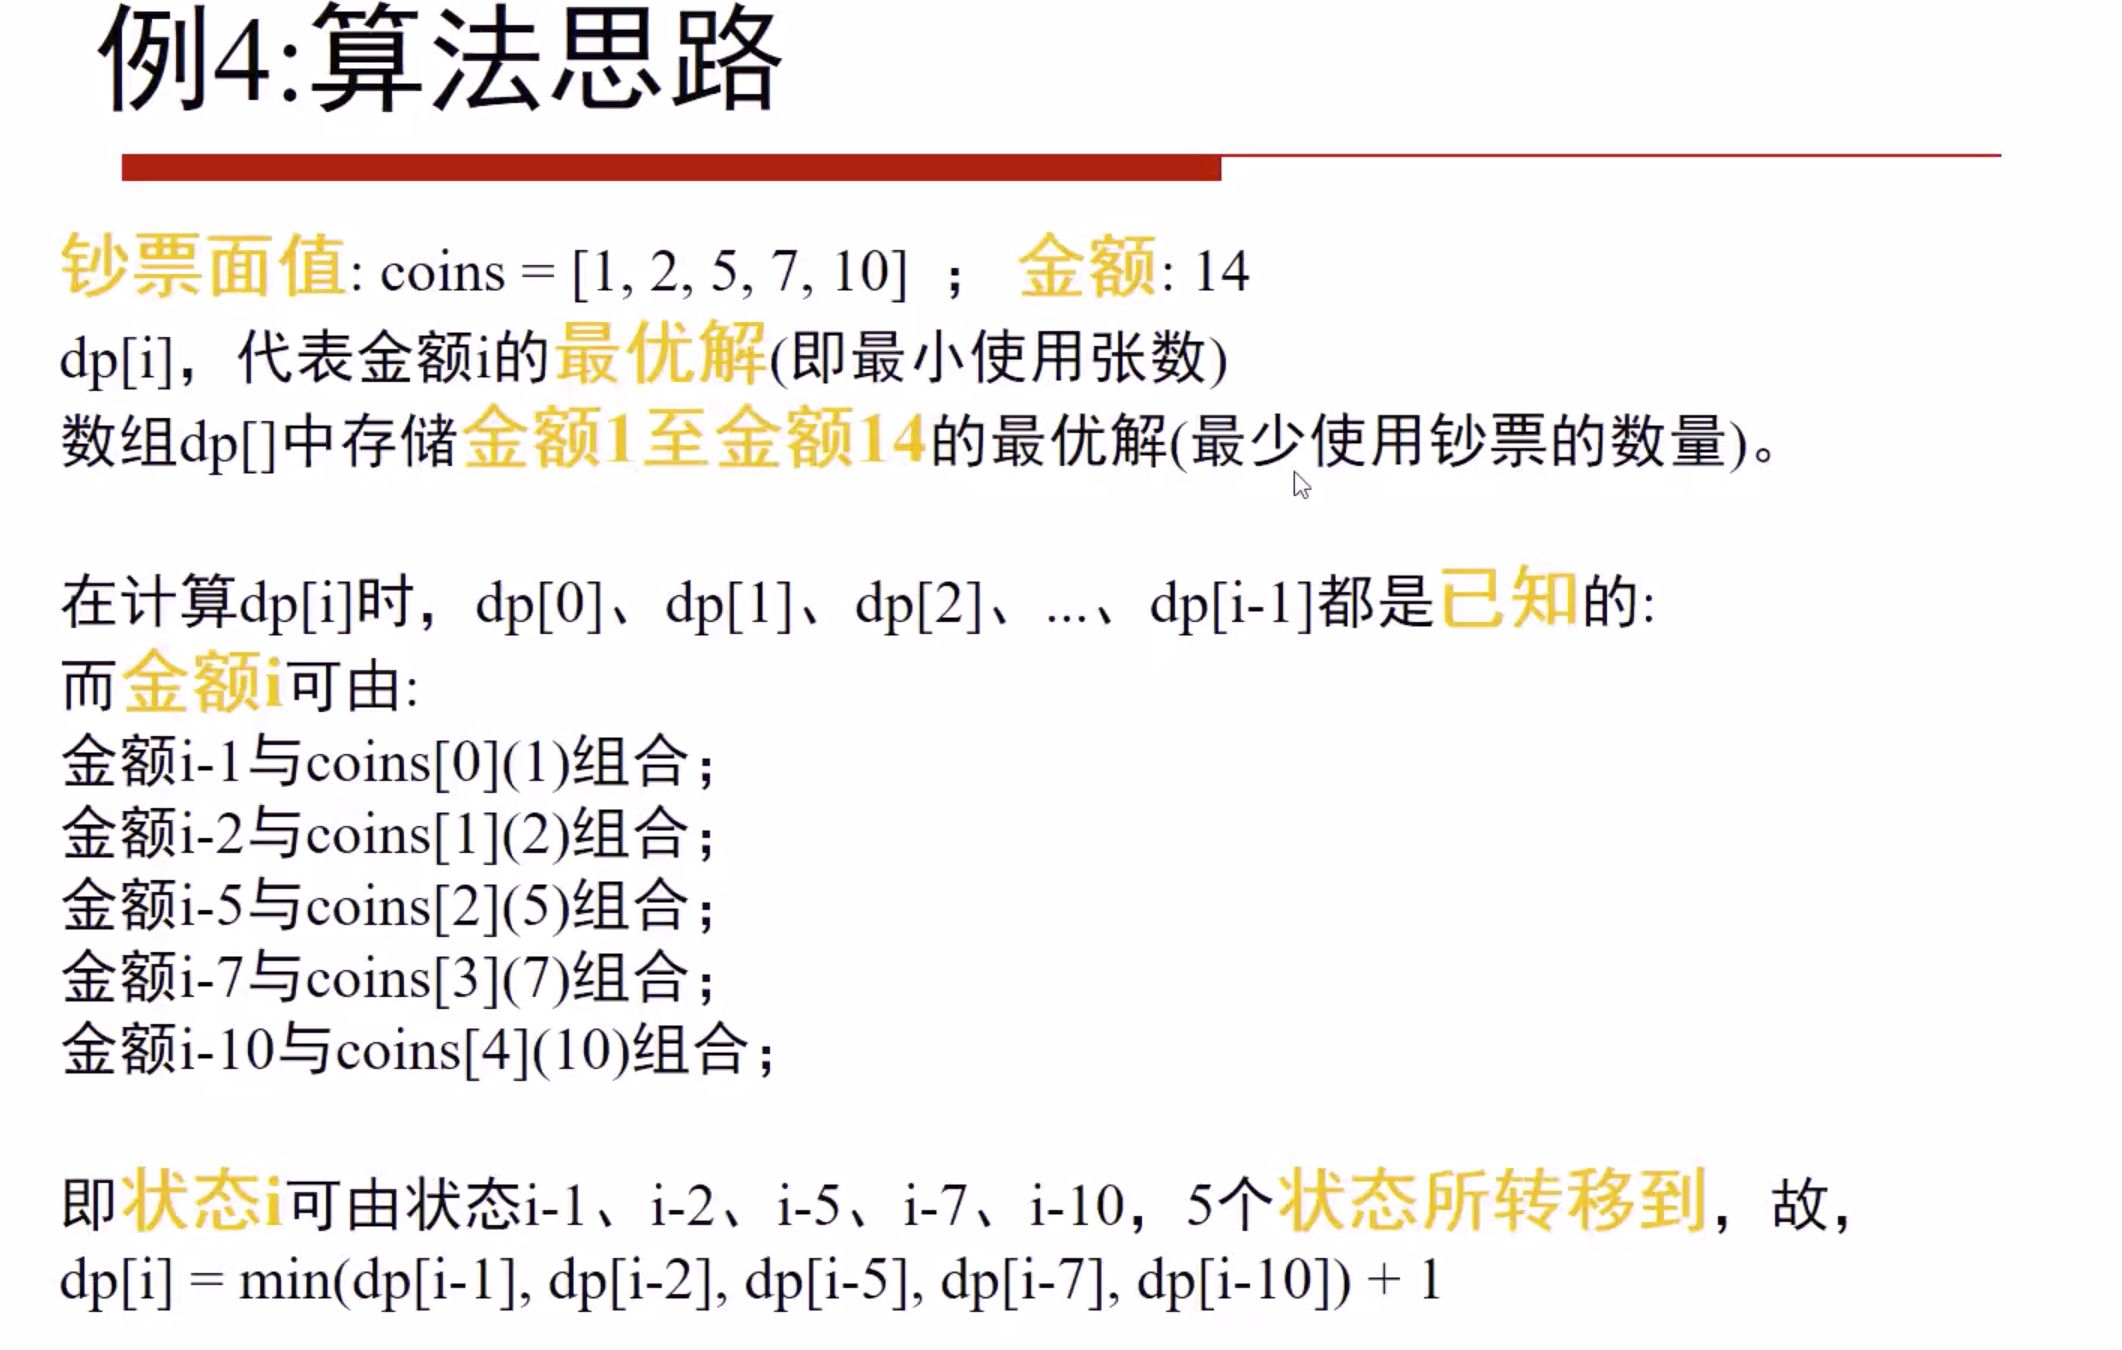 例4:算法思路
钞票面值: coins = [1, 2, 5, 7, 10] ； 金额: 14
dp[i]，代表金额i的最优解(即最小使用张数)
数组dp[]中存储金额1至金额14的最优解(最少使用钞票的数量)。
在计算dp[i]时，dp[0]、dp[1]、dp[2]、...、dp[i-1]都是已知的:
而金额i可由:
金额i-1与coins[0](1)组合；
金额i-2与coins[1](2)组合；
金额i-5与coins[2](5)组合；
金额i-7与coins[3](7)组合；
金额i-10与coins[4](10)组合；
即状态i可由状态i-1、i-2、i-5、i-7、i-10，5个状态所转移到，故，
dp[i] = min(dp[i-1], dp[i-2], dp[i-5], dp[i-7], dp[i-10]) + 1